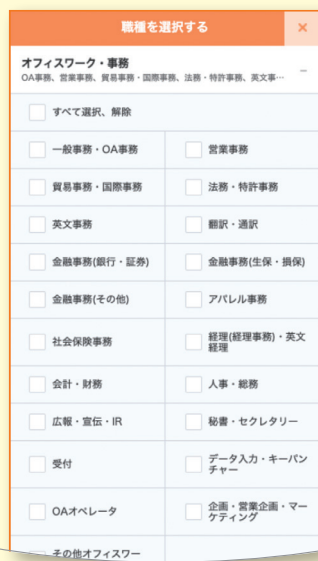 職種を選択する ×
オフィスワーク・事務 −
OA事務、営業事務、貿易事務・国際事務、法務・特許事務、英文事…
すべて選択、解除
一般事務・OA事務
営業事務
貿易事務・国際事務
法務・特許事務
英文事務
翻訳・通訳
金融事務(銀行・証券)
金融事務(生保・損保)
金融事務(その他)
アパレル事務
社会保険事務
経理(経理事務)・英文
経理
会計・財務
人事・総務
広報・宣伝・IR
秘書・セクレタリー
受付
データ入力・キーパン
チャー
OAオペレータ
企画・営業企画・マー
ケティング
その他オフィスワー